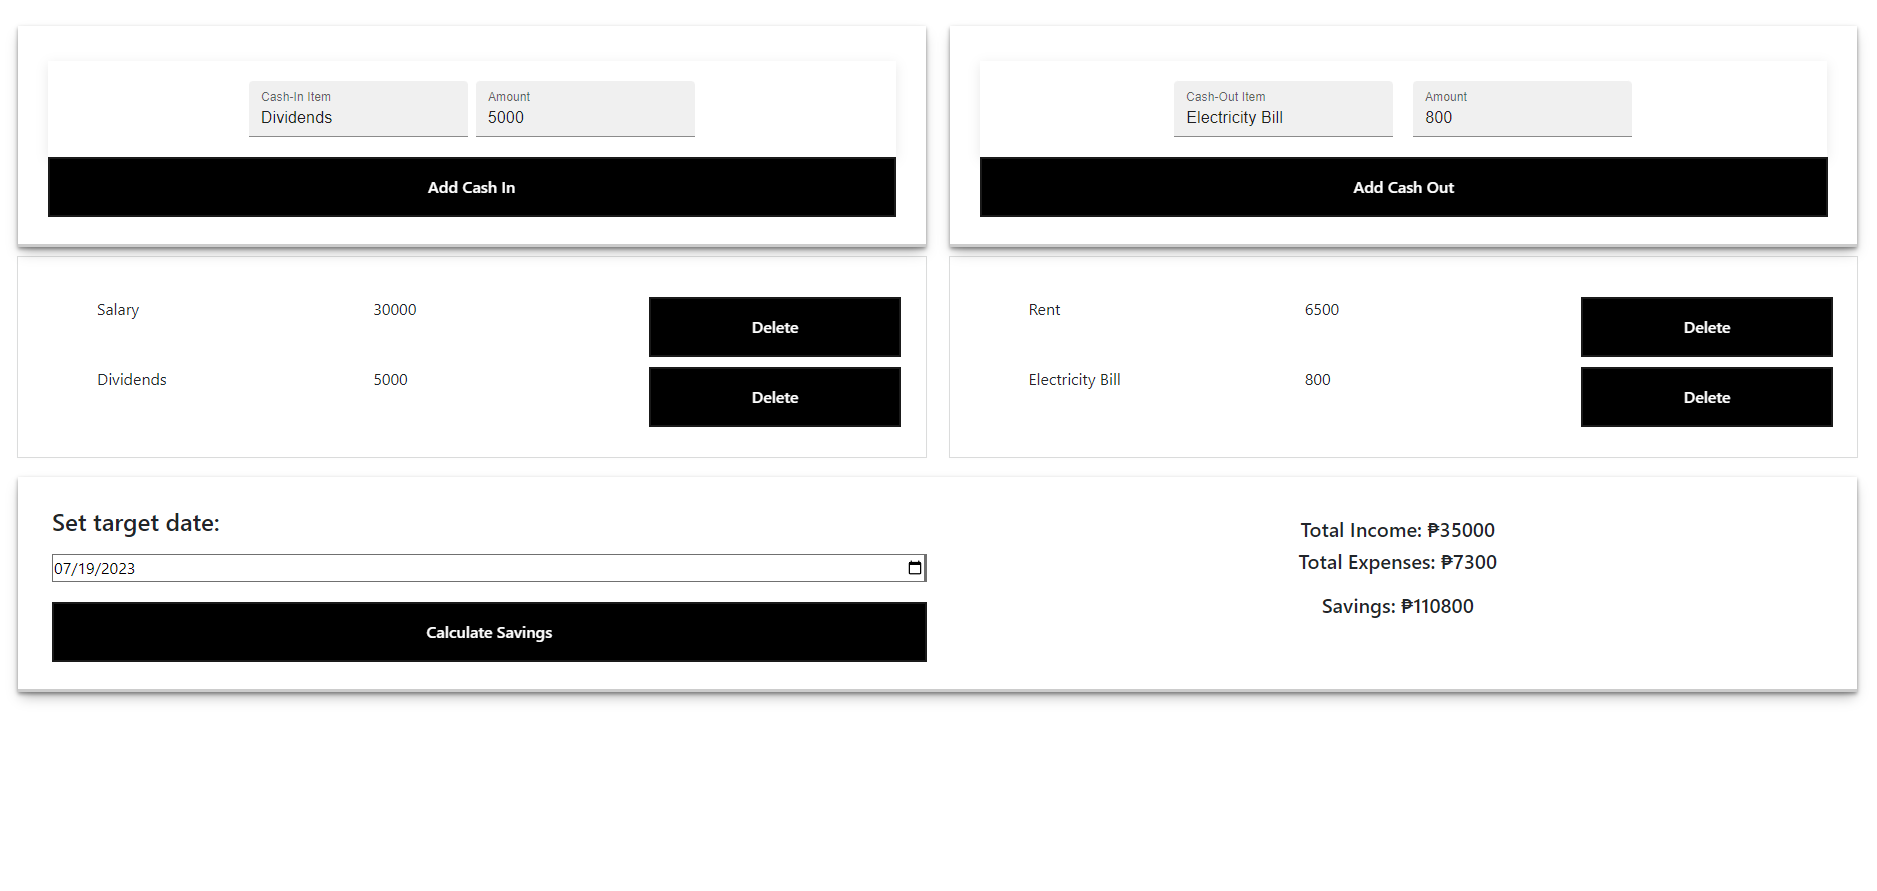 Cash-In Item
Dividends
Amount
5000
Add Cash In
Cash-Out Item
Electricity Bill
Amount
800
Add Cash Out
Salary 30000 Delete
Dividends 5000 Delete
Rent 6500 Delete
Electricity Bill 800 Delete
Set target date:
07/19/2023
Calculate Savings
Total Income: ₱35000
Total Expenses: ₱7300
Savings: ₱110800